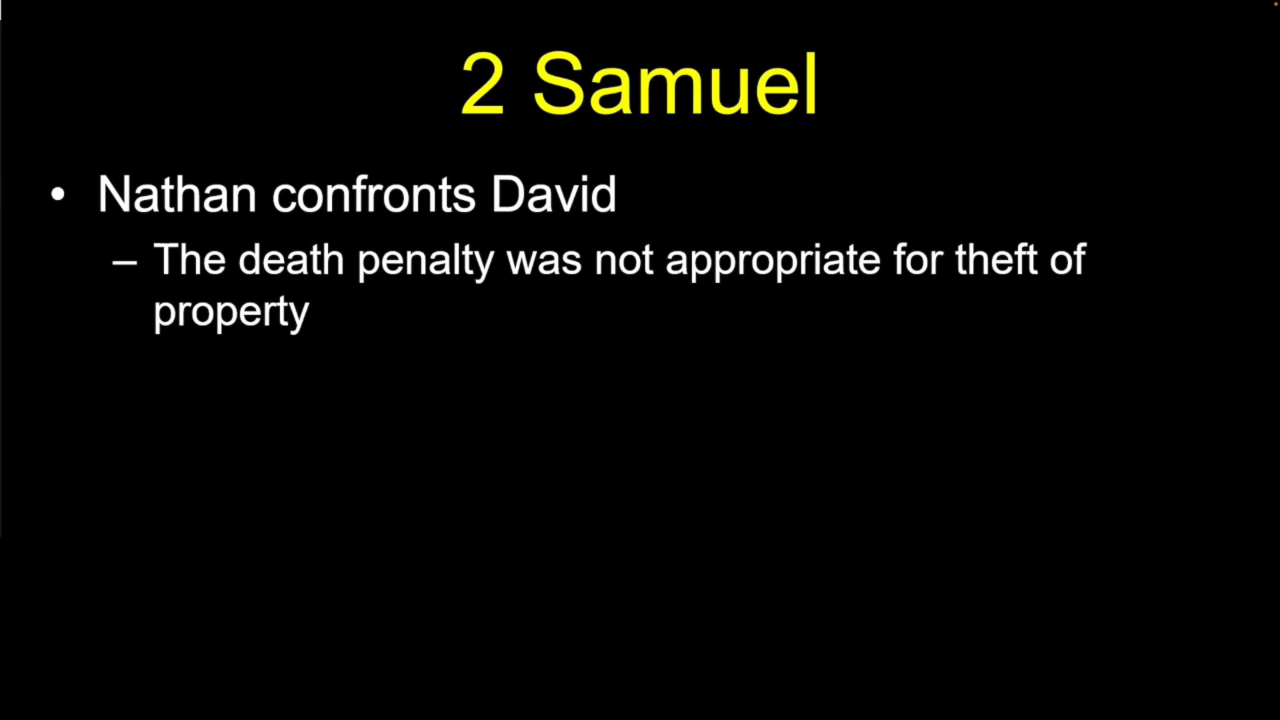 2 Samuel
• Nathan confronts David
– The death penalty was not appropriate for theft of
property